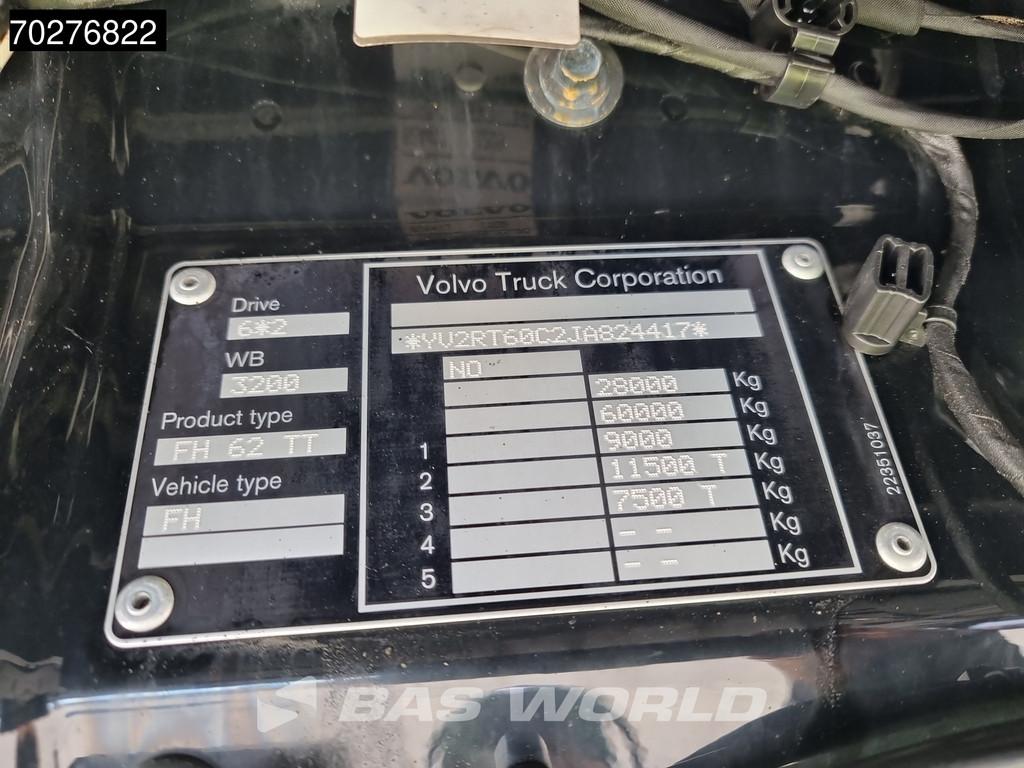 70276822
Volvo Truck Corporation
*YV2RT60C2JA824417*
Drive
6*2
WB
3200
Product type
FH 62 TT
Vehicle type
FH
ND
28000 Kg
60000 Kg
1 9000 Kg
2 11500 T Kg
3 7500 T Kg
4 - - Kg
5 - - Kg
22351037
VOLVO
BAS WORLD